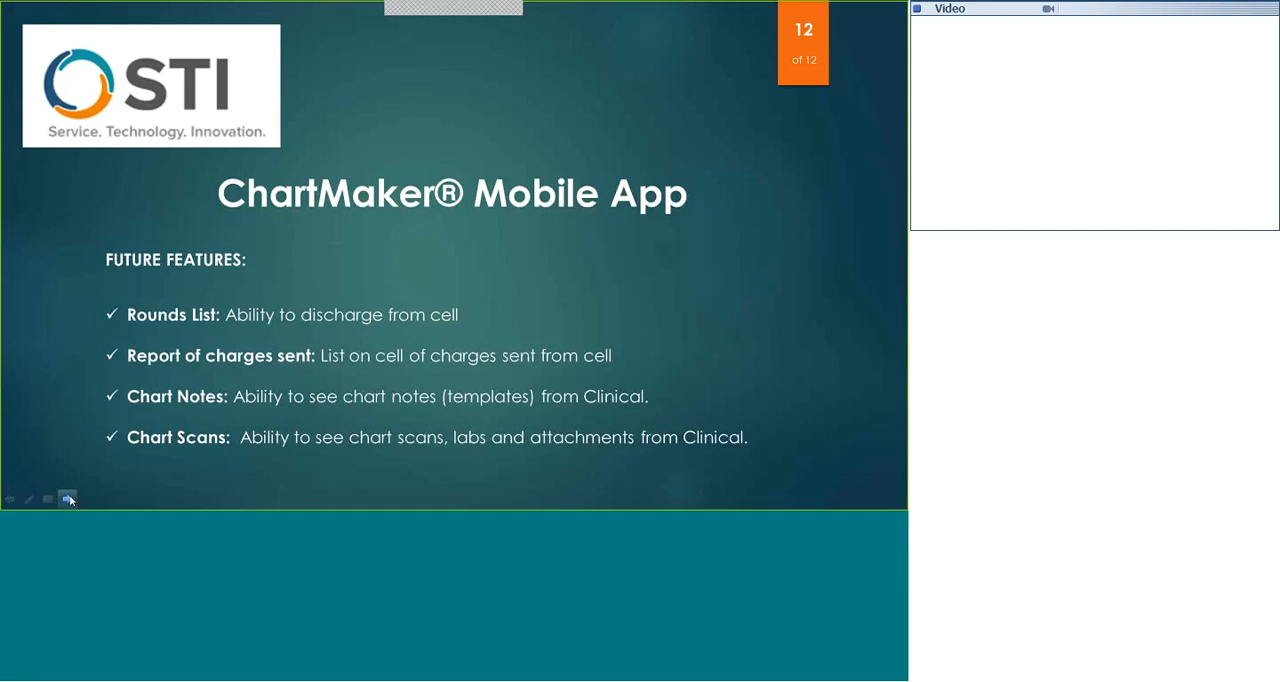 Video
12
of 12
STI
Service. Technology. Innovation.
ChartMaker® Mobile App
FUTURE FEATURES:
✓ Rounds List: Ability to discharge from cell
✓ Report of charges sent: List on cell of charges sent from cell
✓ Chart Notes: Ability to see chart notes (templates) from Clinical.
✓ Chart Scans:  Ability to see chart scans, labs and attachments from Clinical.